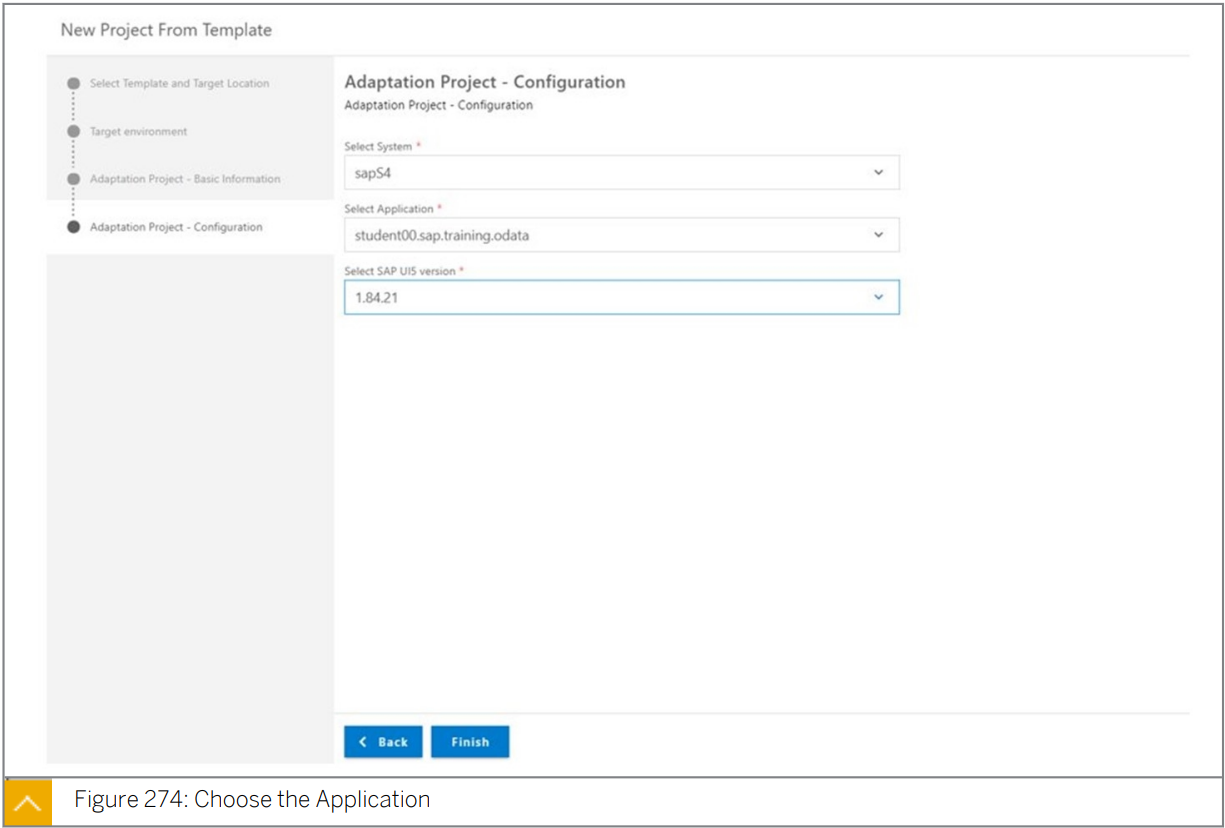 New Project From Template
Select Template and Target Location
Target environment
Adaptation Project - Basic Information
Adaptation Project - Configuration
Adaptation Project - Configuration
Adaptation Project - Configuration
Select System *
sapS4
Select Application *
student00.sap.training.odata
Select SAP UI5 version *
1.84.21
Back
Finish
Figure 274: Choose the Application